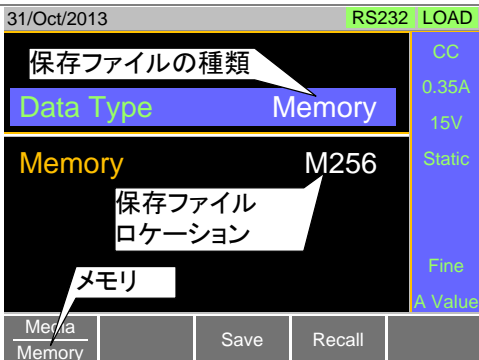 31/Oct/2013
RS232 LOAD
保存ファイルの種類
Data Type Memory
Memory M256
保存ファイル
ロケーション
メモリ
CC
0.35A
15V
Static
Fine
A Value
Media
Memory
Save
Recall